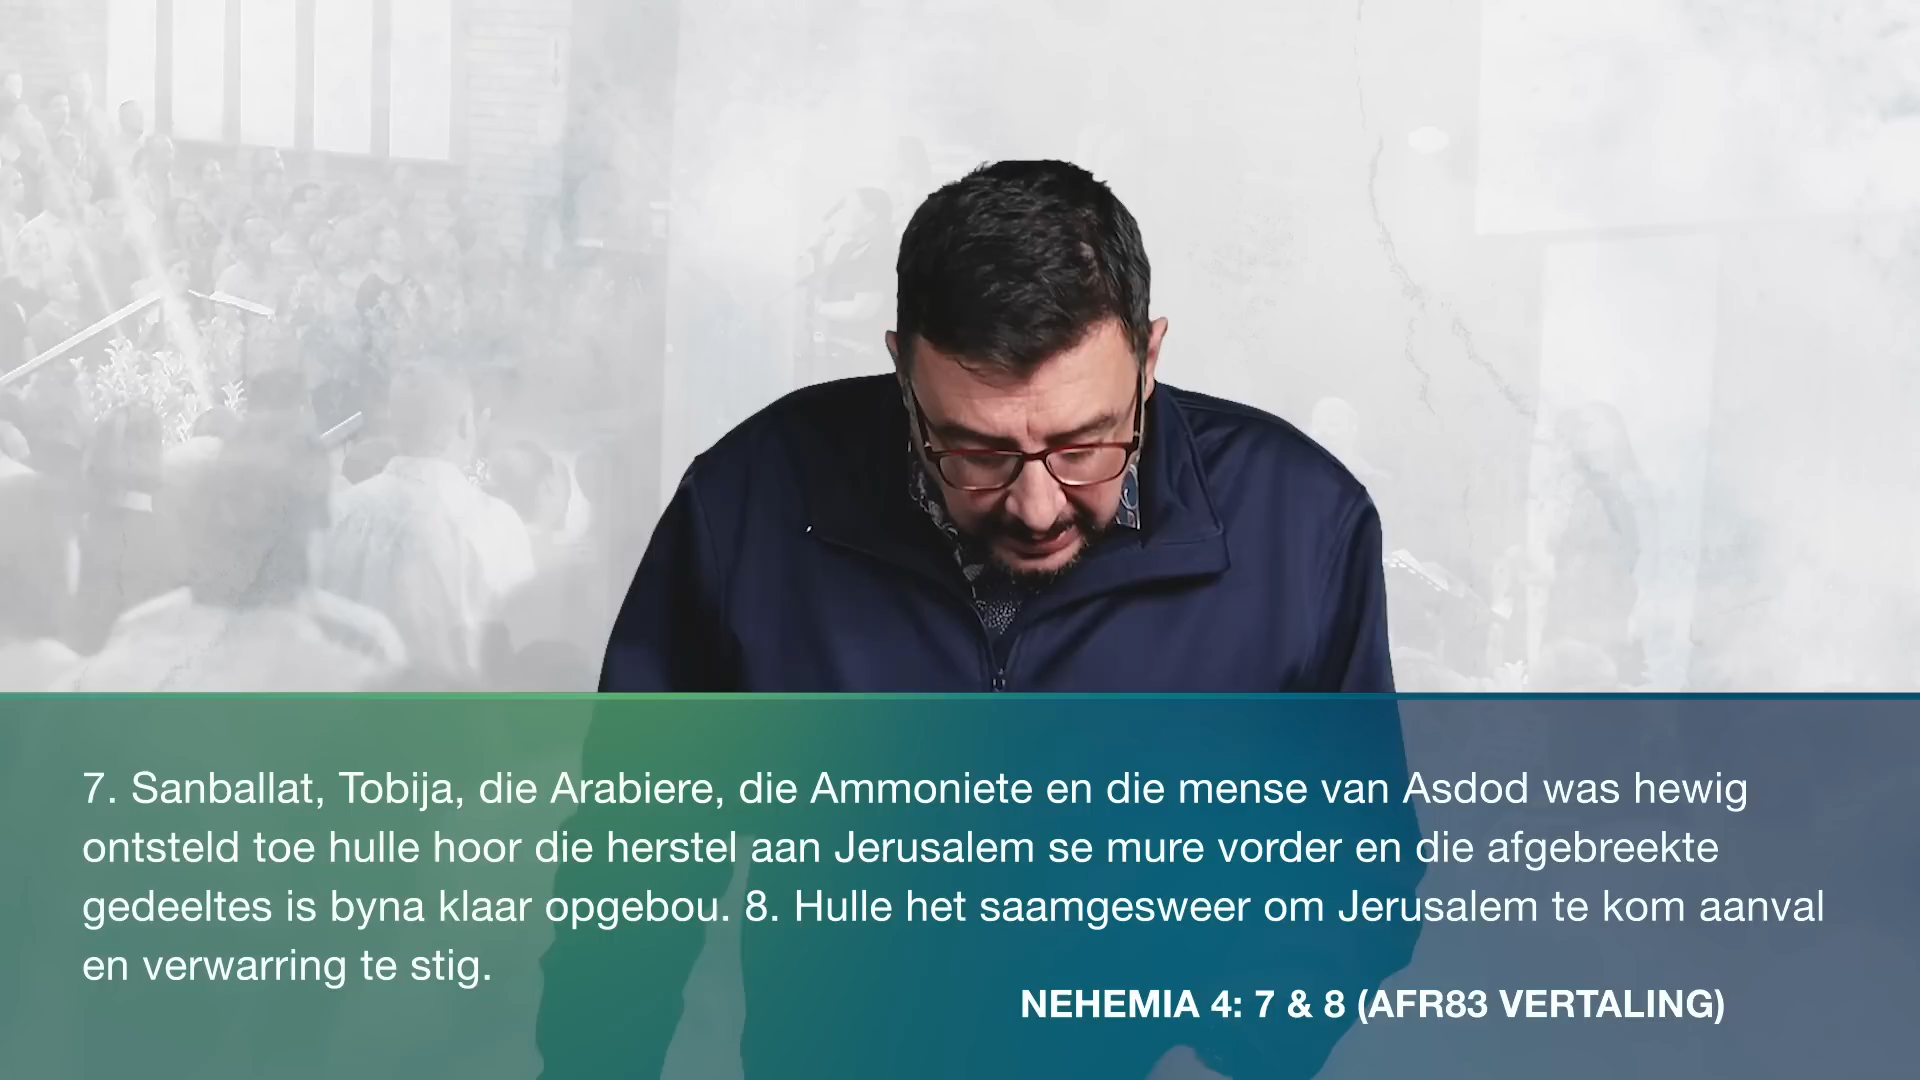 7. Sanballat, Tobija, die Arabiere, die Ammoniete en die mense van Asdod was hewig
ontsteld toe hulle hoor die herstel aan Jerusalem se mure vorder en die afgebreekte
gedeeltes is byna klaar opgebou. 8. Hulle het saamgesweer om Jerusalem te kom aanval
en verwarring te stig.
NEHEMIA 4: 7 & 8 (AFR83 VERTALING)